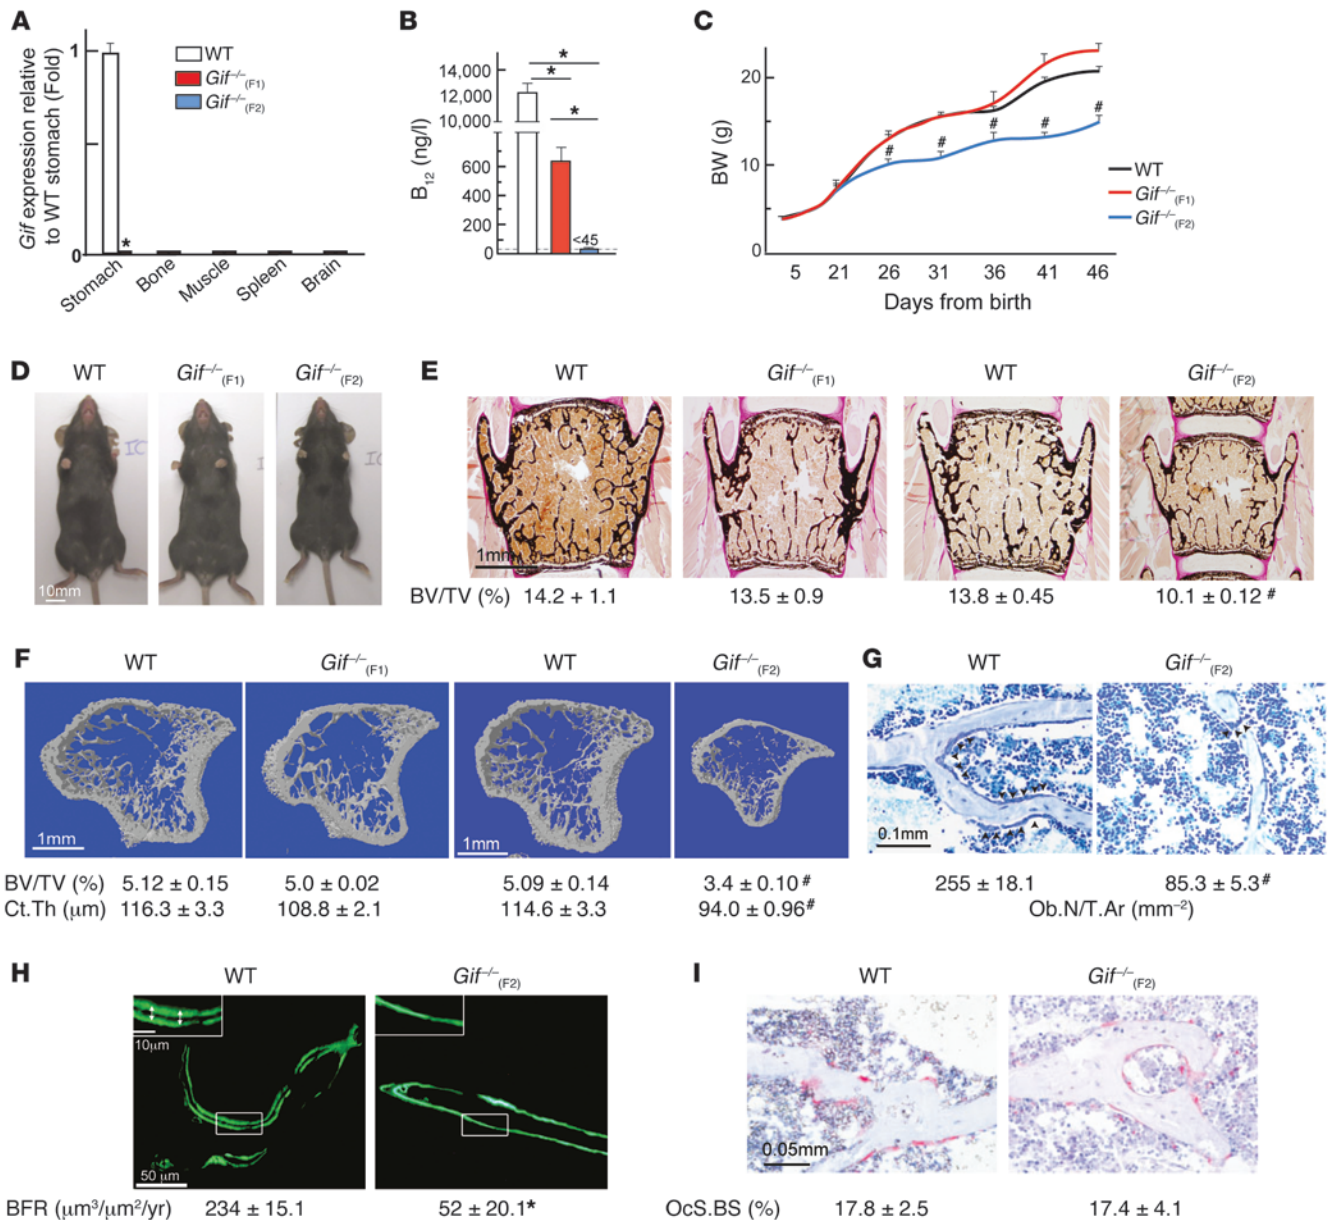 A
Gif expression relative
to WT stomach (Fold)
1
0
*
WT
Gif–/–(F1)
Gif–/–(F2)
Stomach
Bone
Muscle
Spleen
Brain
B
B12 (ng/l)
14,000
12,000
10,000
600
400
200
0
*
*
*
<45
C
BW (g)
20
10
0
# # # # #
WT
Gif–/–(F1)
Gif–/–(F2)
5 21 26 31 36 41 46
Days from birth
D
WT Gif–/–(F1) Gif–/–(F2)
IC I IC
10mm
E
WT Gif–/–(F1) WT Gif–/–(F2)
1mm
BV/TV (%) 14.2 + 1.1 13.5 ± 0.9 13.8 ± 0.45 10.1 ± 0.12 #
F
WT Gif–/–(F1) WT Gif–/–(F2)
1mm 1mm
BV/TV (%) 5.12 ± 0.15 5.0 ± 0.02 5.09 ± 0.14 3.4 ± 0.10#
Ct.Th (μm) 116.3 ± 3.3 108.8 ± 2.1 114.6 ± 3.3 94.0 ± 0.96#
G
WT Gif–/–(F2)
0.1mm
255 ± 18.1 85.3 ± 5.3#
Ob.N/T.Ar (mm–2)
H
WT Gif–/–(F2)
10μm
50 μm
BFR (μm3/μm2/yr) 234 ± 15.1 52 ± 20.1*
I
WT Gif–/–(F2)
0.05mm
OcS.BS (%) 17.8 ± 2.5 17.4 ± 4.1